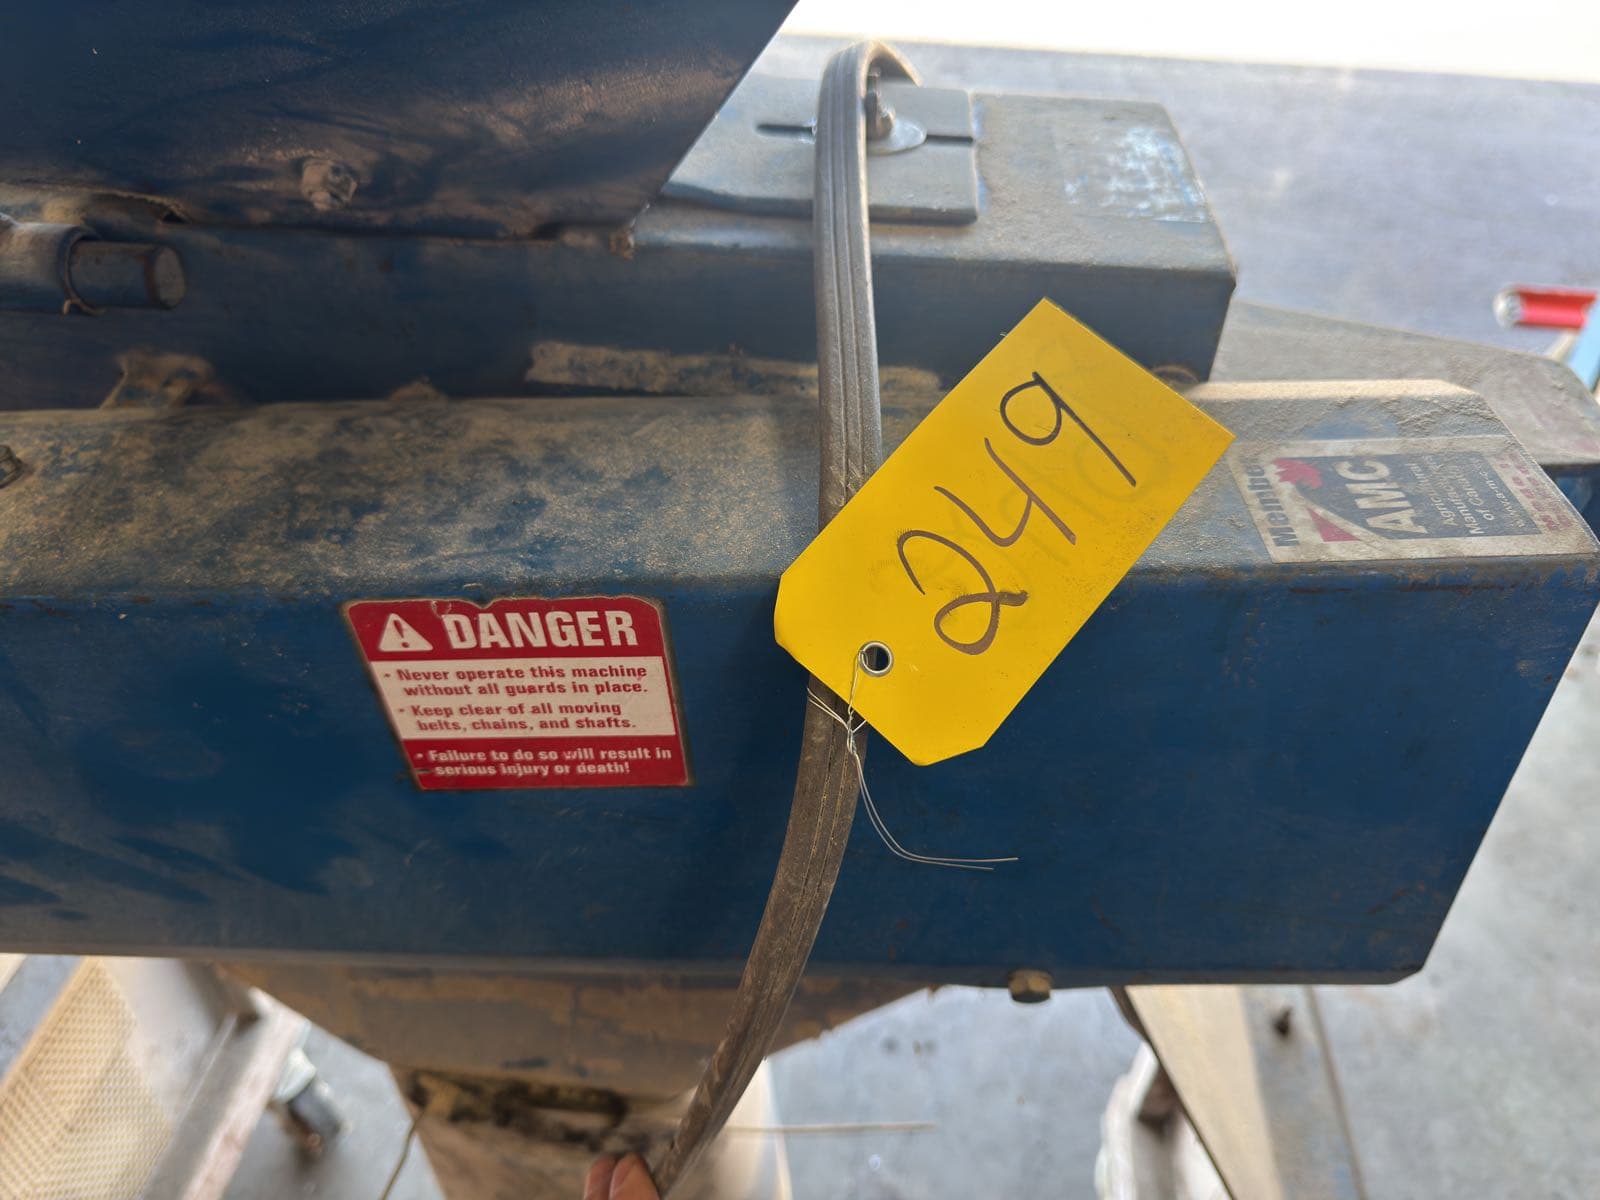 249
DANGER
• Never operate this machine
without all guards in place.
• Keep clear of all moving
belts, chains, and shafts.
• Failure to do so will result in
serious injury or death!
Member
AMC